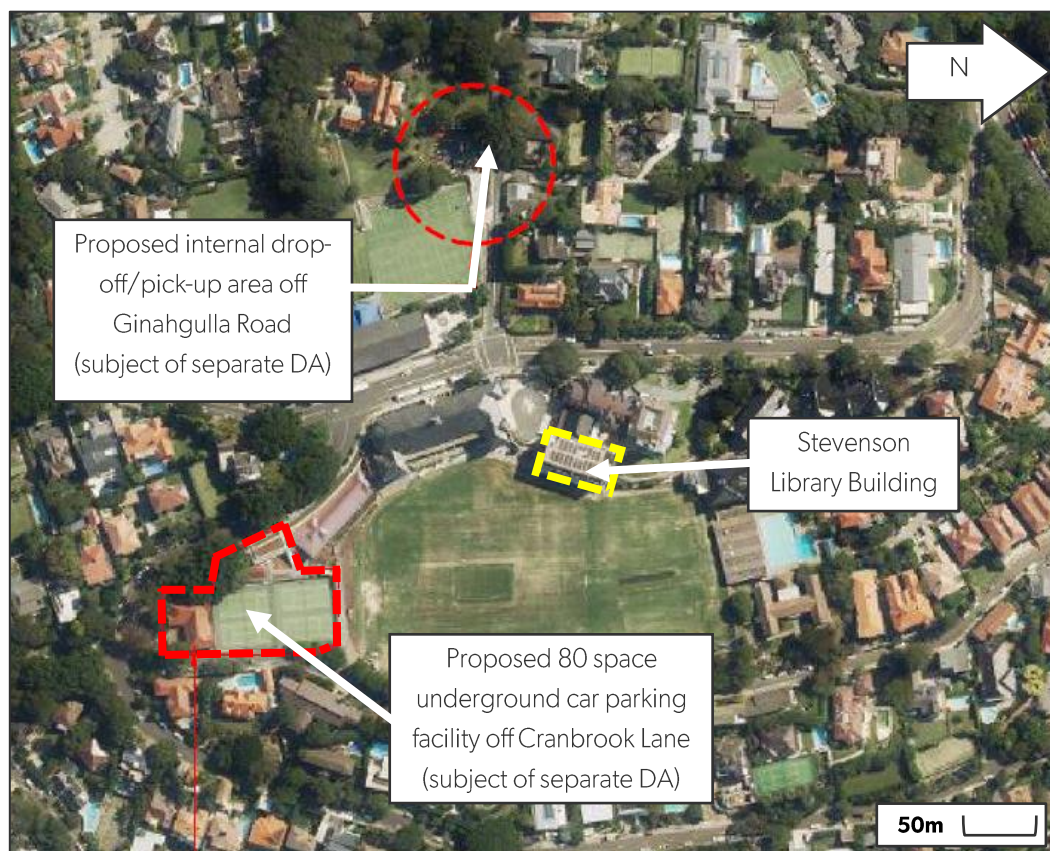 N
Proposed internal drop-
off/pick-up area off
Ginahgulla Road
(subject of separate DA)
Stevenson
Library Building
Proposed 80 space
underground car parking
facility off Cranbrook Lane
(subject of separate DA)
50m